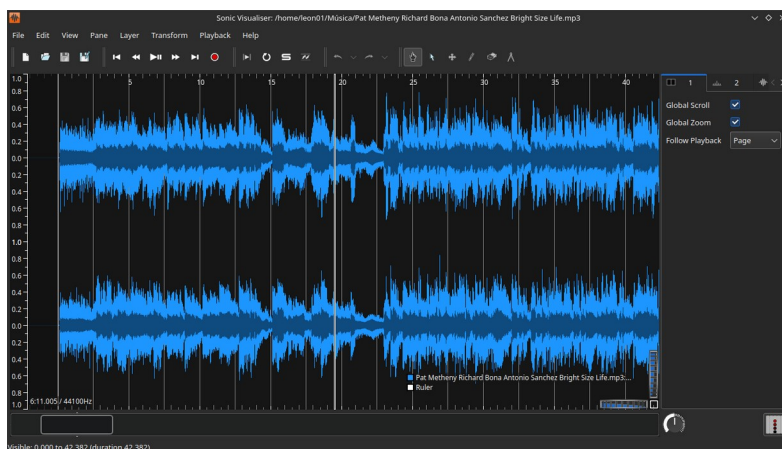 Sonic Visualiser: /home/leon01/Música/Pat Metheny Richard Bona Antonio Sanchez Bright Size Life.mp3
File Edit View Pane Layer Transform Playback Help
1.0 5 10 15 20 25 30 35 40
1 2
0.8
0.6
0.4
0.2
0.0
0.2
0.4
0.6
0.8
1.0
0.8
0.6
0.4
0.2
0.0
0.2
0.4
0.6
0.8
1.0
Global Scroll
Global Zoom
Follow Playback Page
Pat Metheny Richard Bona Antonio Sanchez Bright Size Life.mp3:...
Ruler
6:11.005 / 44100Hz
Visible: 0.000 to 42.382 (duration 42.382)